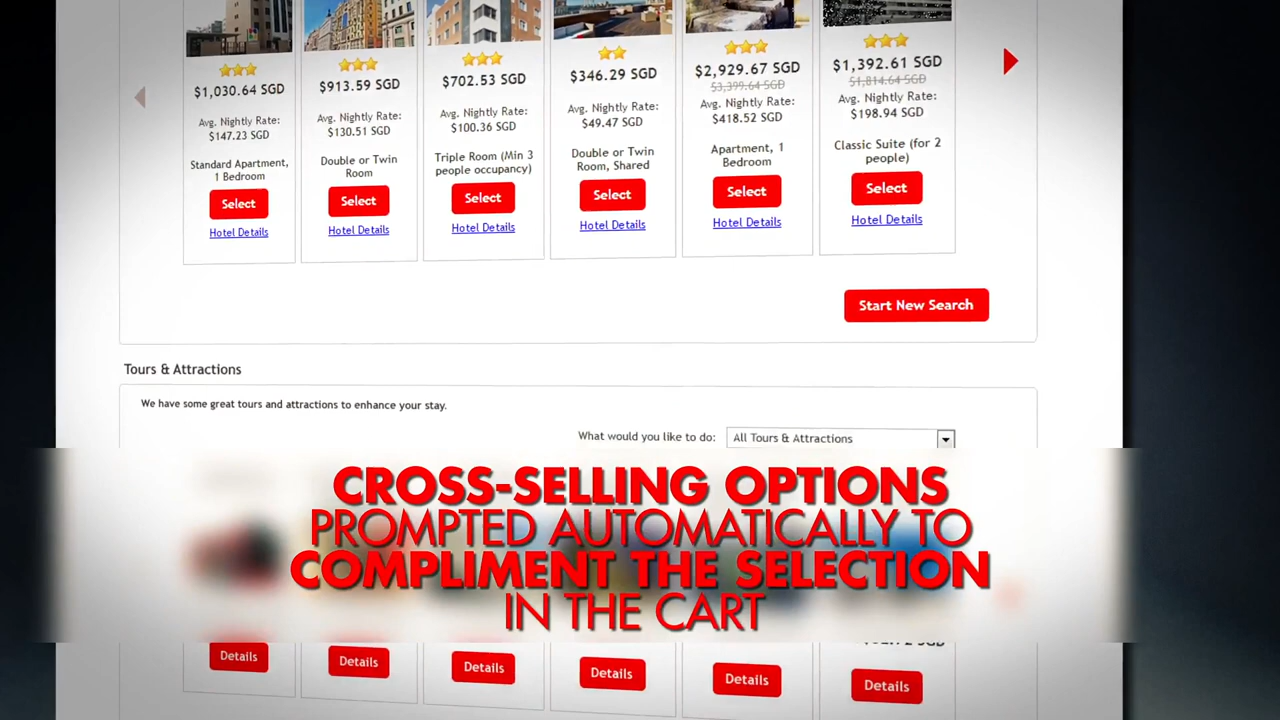 $1,030.64 SGD
Avg. Nightly Rate:
$147.23 SGD
Standard Apartment,
1 Bedroom
Select
Hotel Details
$913.59 SGD
Avg. Nightly Rate:
$130.51 SGD
Double or Twin
Room
Select
Hotel Details
$702.53 SGD
Avg. Nightly Rate:
$100.36 SGD
Triple Room (Min 3
people occupancy)
Select
Hotel Details
$346.29 SGD
Avg. Nightly Rate:
$49.47 SGD
Double or Twin
Room, Shared
Select
Hotel Details
$2,929.67 SGD
$3,399.64 SGD
Avg. Nightly Rate:
$418.52 SGD
Apartment, 1
Bedroom
Select
Hotel Details
$1,392.61 SGD
$1,814.64 SGD
Avg. Nightly Rate:
$198.94 SGD
Classic Suite (for 2
people)
Select
Hotel Details
Start New Search
Tours & Attractions
We have some great tours and attractions to enhance your stay.
What would you like to do: All Tours & Attractions
CROSS-SELLING OPTIONS
PROMPTED AUTOMATICALLY TO
COMPLIMENT THE SELECTION
IN THE CART
SGD
Details
Details
Details
Details
Details
Details